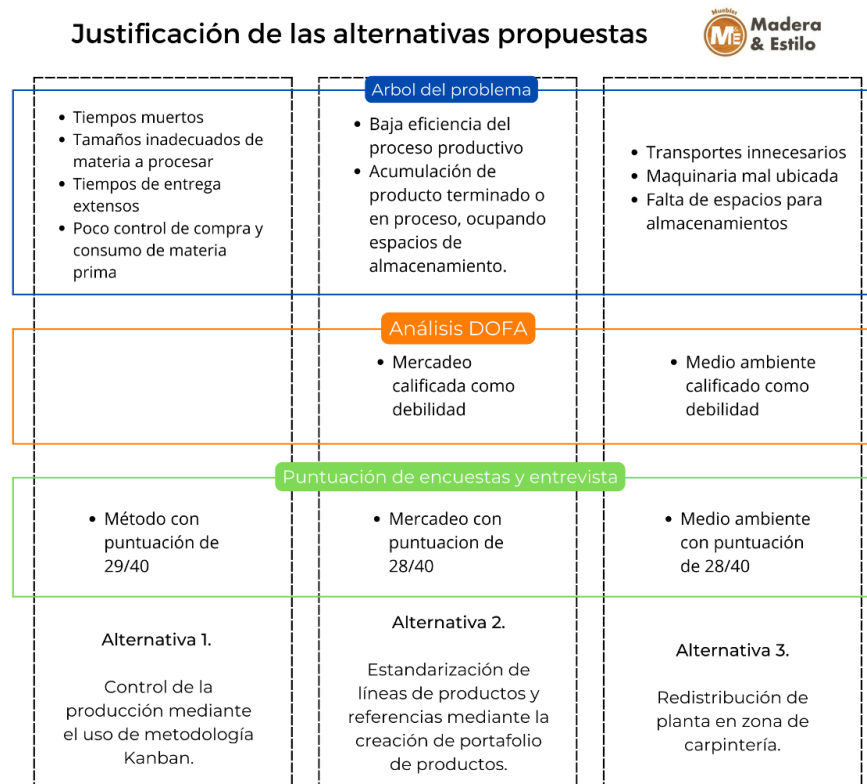 Justificación de las alternativas propuestas
Muebles
ME
Madera
& Estilo
Arbol del problema
• Tiempos muertos
• Tamaños inadecuados de
materia a procesar
• Tiempos de entrega
extensos
• Poco control de compra y
consumo de materia
prima
• Baja eficiencia del
proceso productivo
• Acumulación de
producto terminado o
en proceso, ocupando
espacios de
almacenamiento.
• Transportes innecesarios
• Maquinaria mal ubicada
• Falta de espacios para
almacenamientos
Análisis DOFA
• Mercadeo
calificada como
debilidad
• Medio ambiente
calificado como
debilidad
Puntuación de encuestas y entrevista
• Método con
puntuación de
29/40
• Mercadeo con
puntuacion de
28/40
• Medio ambiente
con puntuación
de 28/40
Alternativa 1.
Control de la
producción mediante
el uso de metodología
Kanban.
Alternativa 2.
Estandarización de
líneas de productos y
referencias mediante la
creación de portafolio
de productos.
Alternativa 3.
Redistribución de
planta en zona de
carpintería.